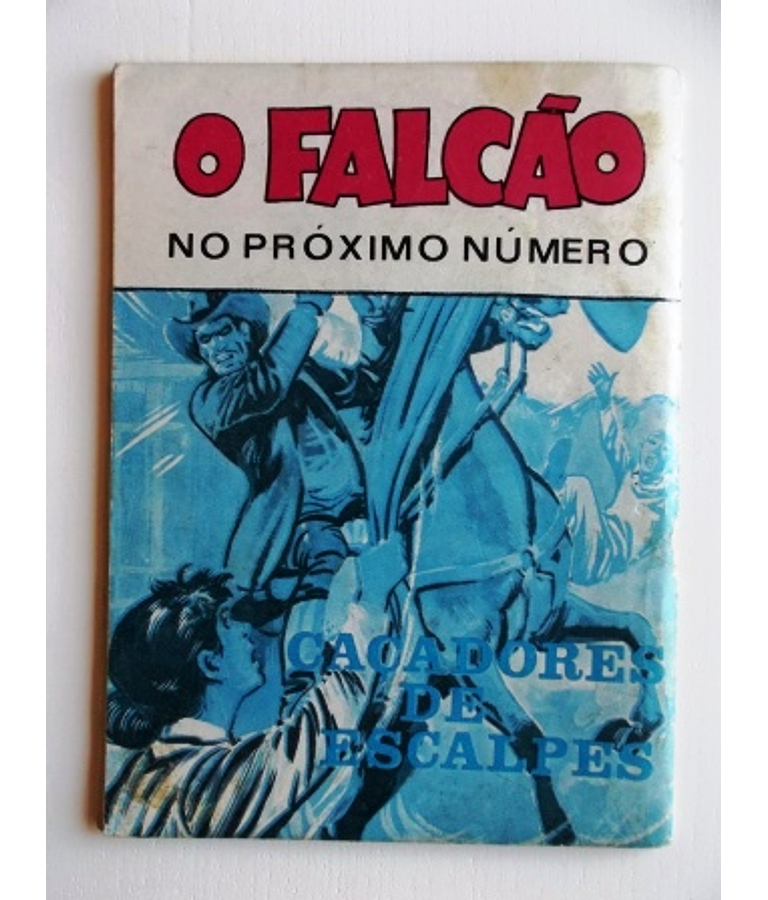 O FALCÃO
NO PRÓXIMO NÚMERO
CAÇADORES
DE
ESCALPES